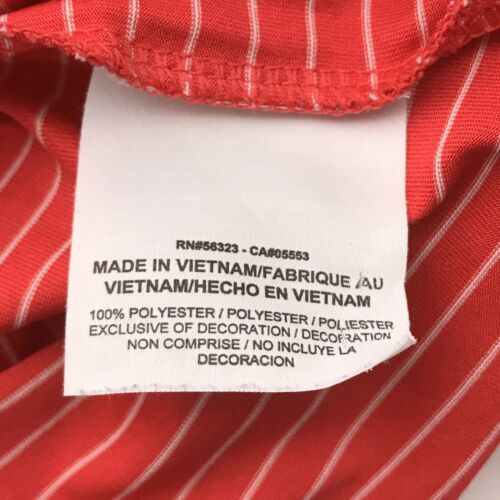 RN#56323 - CA#05553
MADE IN VIETNAM/FABRIQUE AU
VIETNAM/HECHO EN VIETNAM
100% POLYESTER / POLYESTER / POLIESTER
EXCLUSIVE OF DECORATION / DECORATION
NON COMPRISE / NO INCLUYE LA
DECORACION